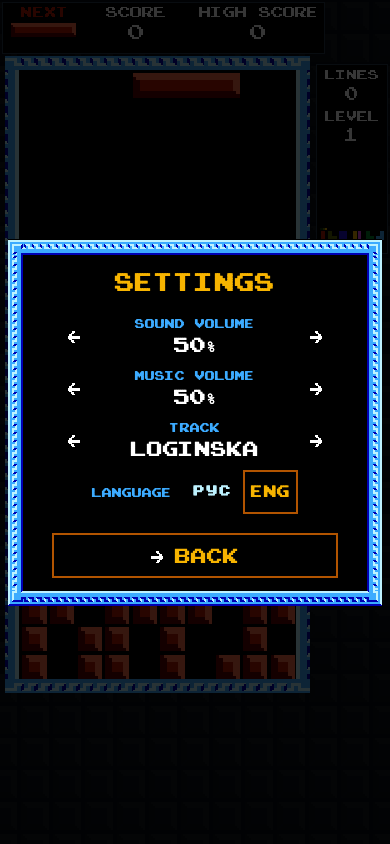 NEXT SCORE HIGH SCORE
0 0
LINES
0
LEVEL
1
SETTINGS
SOUND VOLUME
← 50% →
MUSIC VOLUME
← 50% →
TRACK
← LOGINSKA →
LANGUAGE РУС ENG
→ BACK